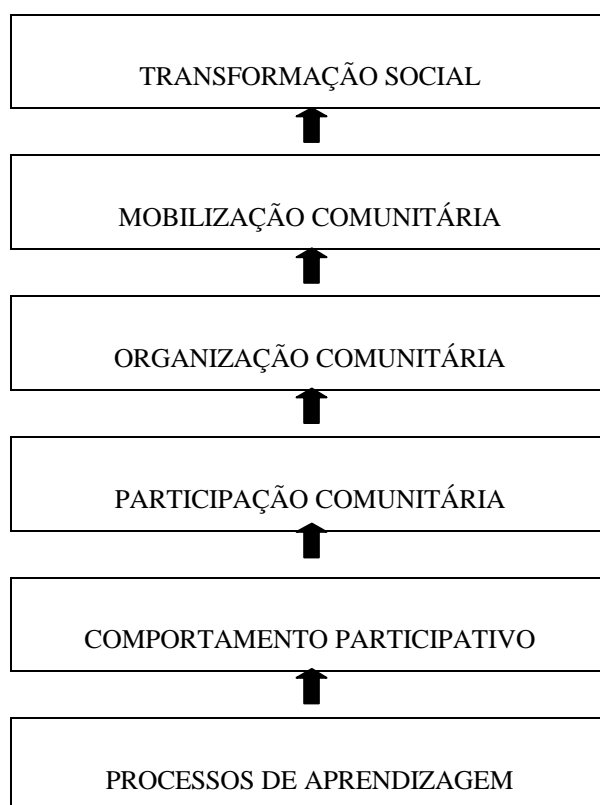 TRANSFORMAÇÃO SOCIAL
MOBILIZAÇÃO COMUNITÁRIA
ORGANIZAÇÃO COMUNITÁRIA
PARTICIPAÇÃO COMUNITÁRIA
COMPORTAMENTO PARTICIPATIVO
PROCESSOS DE APRENDIZAGEM